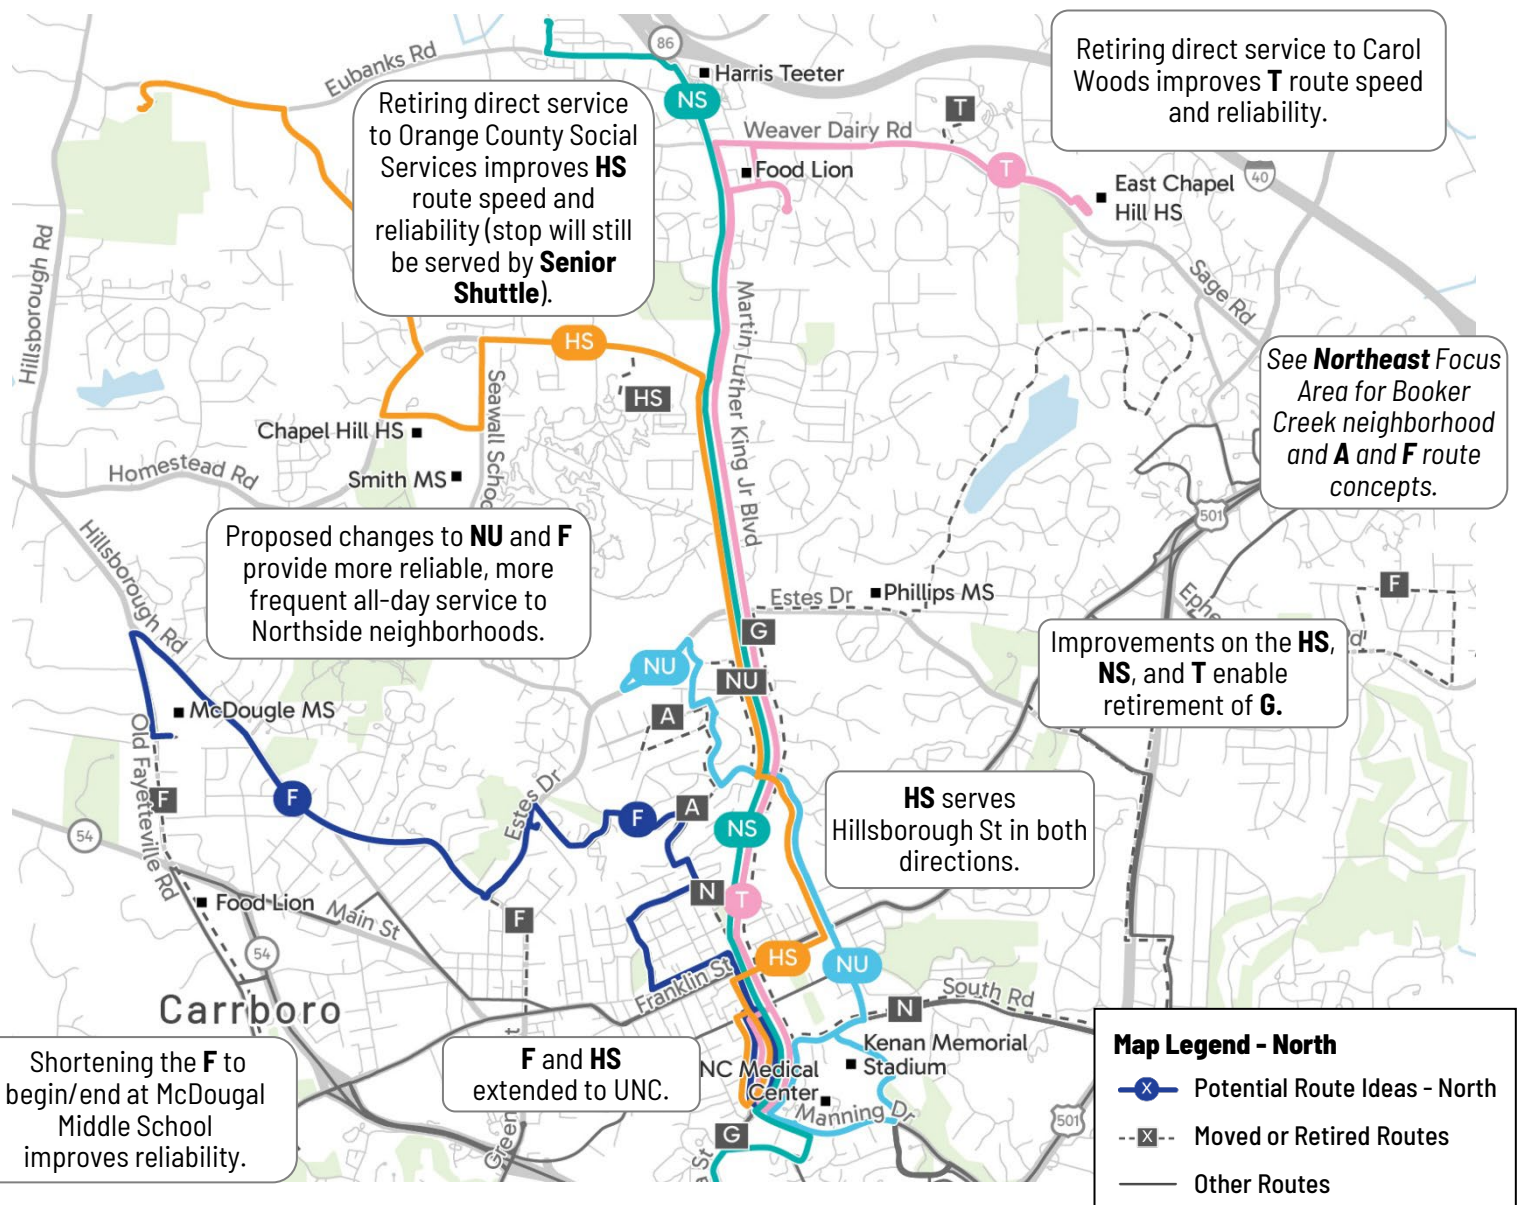 86
Eubanks Rd
Harris Teeter
NS
Retiring direct service to Carol
Woods improves T route speed
and reliability.
Retiring direct service
to Orange County Social
Services improves HS
route speed and
reliability (stop will still
be served by Senior
Shuttle).
T
Weaver Dairy Rd
Food Lion
T
40
East Chapel
Hill HS
Hillsborough Rd
Sage Rd
Martin Luther King Jr Blvd
HS
HS
Seawall Schoo
Chapel Hill HS
Smith MS
Homestead Rd
See Northeast Focus
Area for Booker
Creek neighborhood
and A and F route
concepts.
501
Hillsborough Rd
Proposed changes to NU and F
provide more reliable, more
frequent all-day service to
Northside neighborhoods.
Estes Dr
Phillips MS
F
Ephe
d
G
Improvements on the HS,
NS, and T enable
retirement of G.
NU
NU
A
McDougle MS
Old Fayetteville Rd
F
F
Estes Dr
F
A
NS
HS serves
Hillsborough St in both
directions.
54
Food Lion
Main St
F
N
T
54
HS
NU
Franklin St
Carrboro
N
South Rd
Shortening the F to
begin/end at McDougal
Middle School
improves reliability.
F and HS
extended to UNC.
t
Green
NC Medical
Center
Kenan Memorial
Stadium
Manning Dr
G
St
501
Map Legend - North
X Potential Route Ideas - North
X Moved or Retired Routes
Other Routes